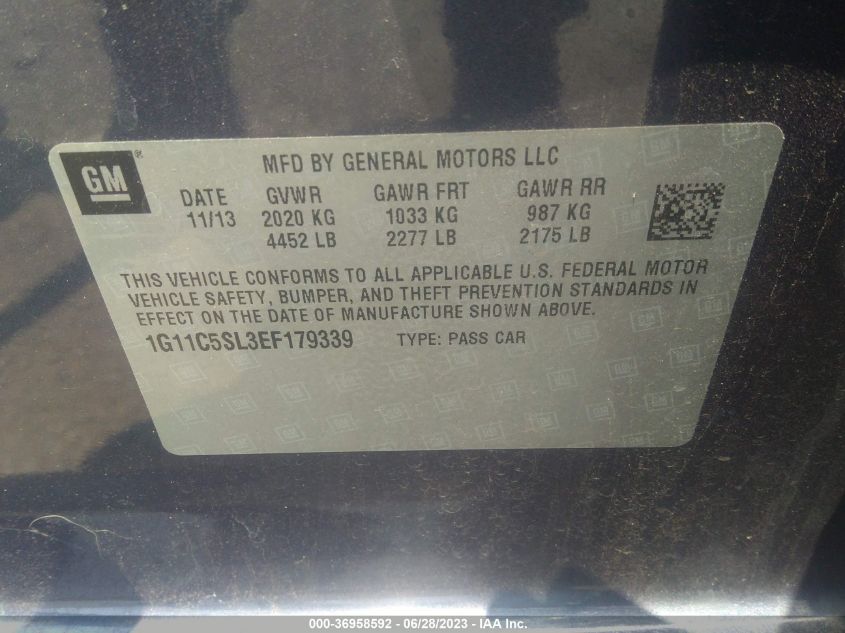 GM ®
MFD BY GENERAL MOTORS LLC
DATE GVWR GAWR FRT GAWR RR
11/13 2020 KG 1033 KG 987 KG
4452 LB 2277 LB 2175 LB
THIS VEHICLE CONFORMS TO ALL APPLICABLE U.S. FEDERAL MOTOR
VEHICLE SAFETY, BUMPER, AND THEFT PREVENTION STANDARDS IN
EFFECT ON THE DATE OF MANUFACTURE SHOWN ABOVE.
1G11C5SL3EF179339 TYPE: PASS CAR
000-36958592 - 06/28/2023 - IAA Inc.